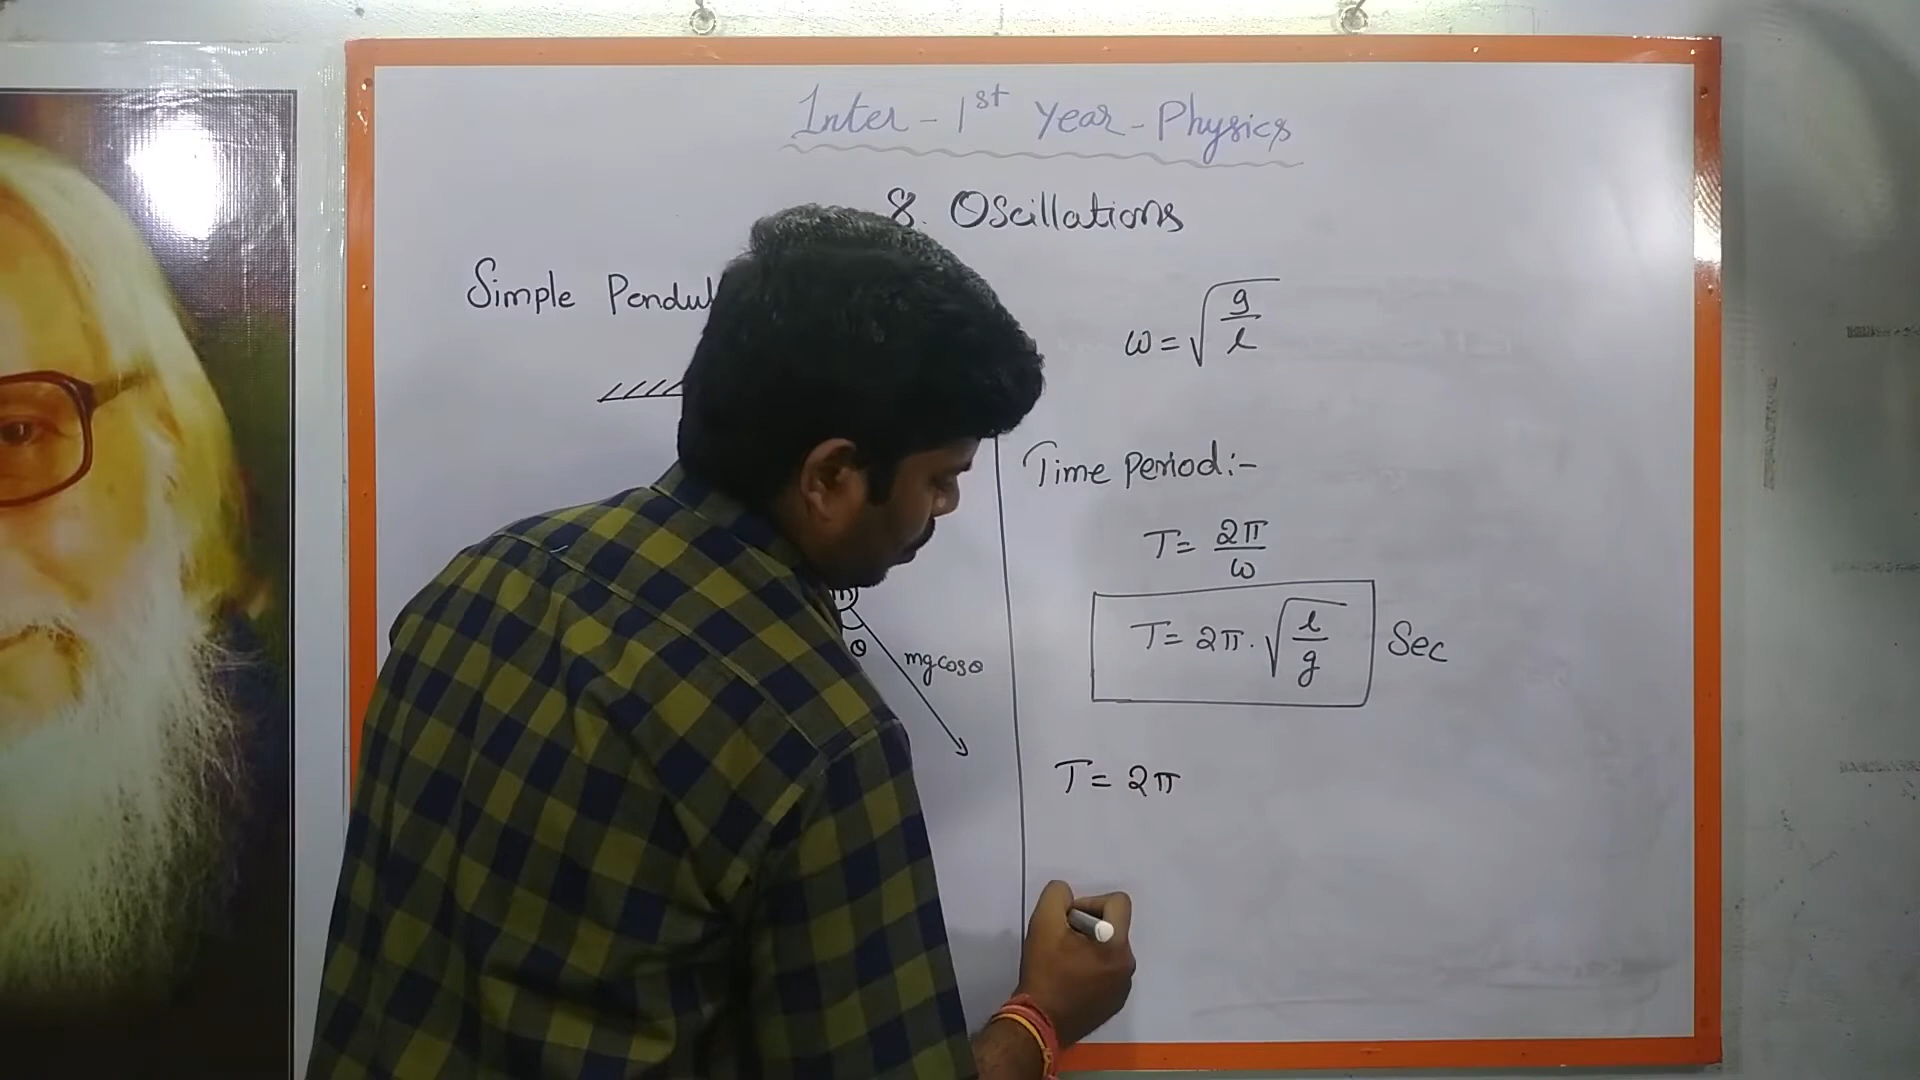 Inter - 1st Year - Physics
8. Oscillations
Simple Pendul
θ
mg cosθ
ω = √(g/l)
Time Period:-
T = 2π/ω
T = 2π. √(l/g) Sec
T = 2π